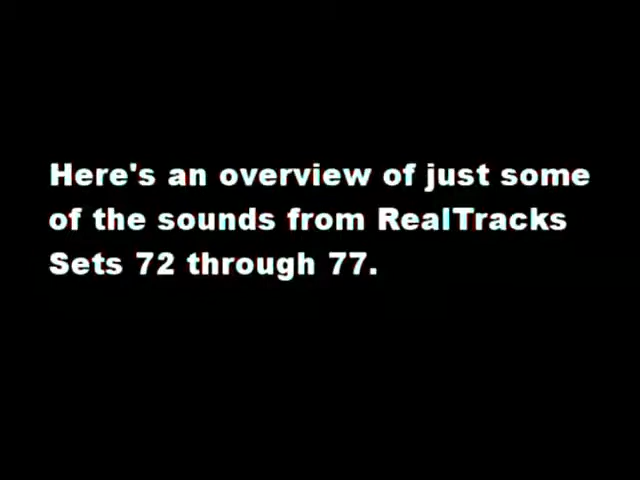 Here's an overview of just some
of the sounds from RealTracks
Sets 72 through 77.